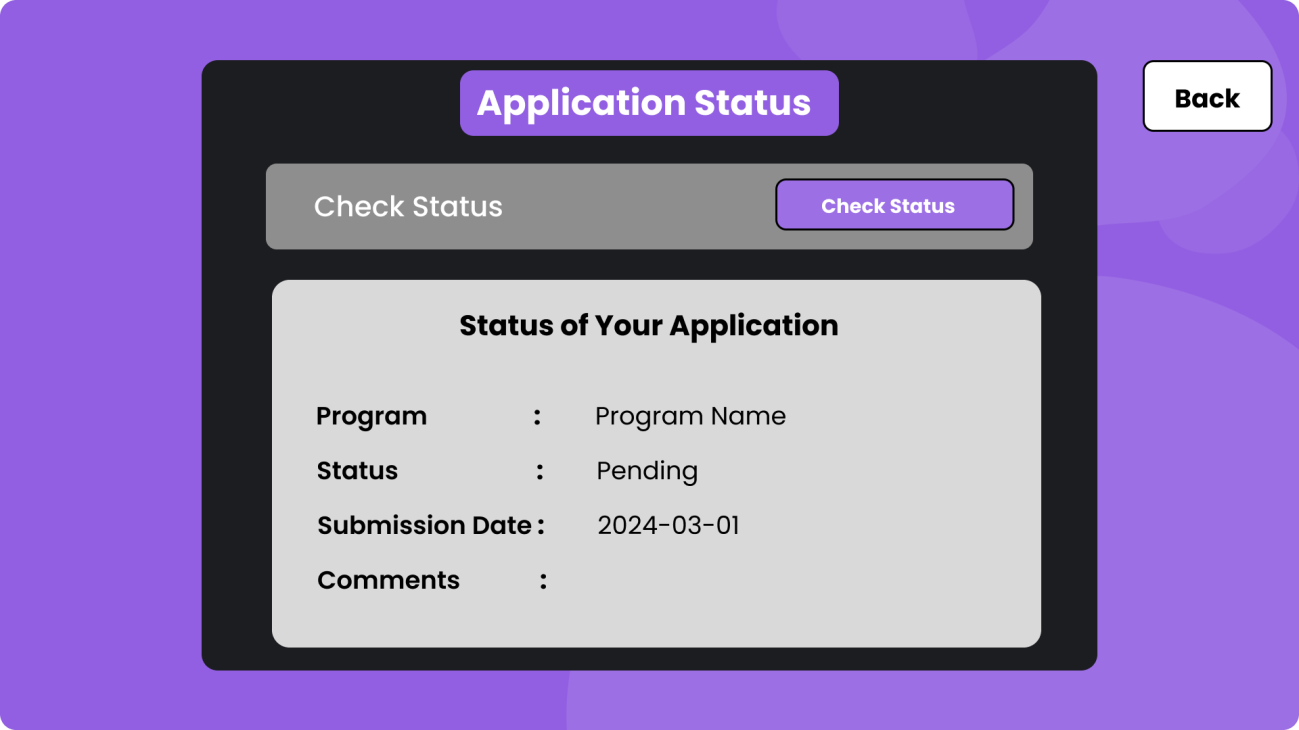 Application Status
Back
Check Status
Check Status
Status of Your Application
Program : Program Name
Status : Pending
Submission Date : 2024-03-01
Comments :